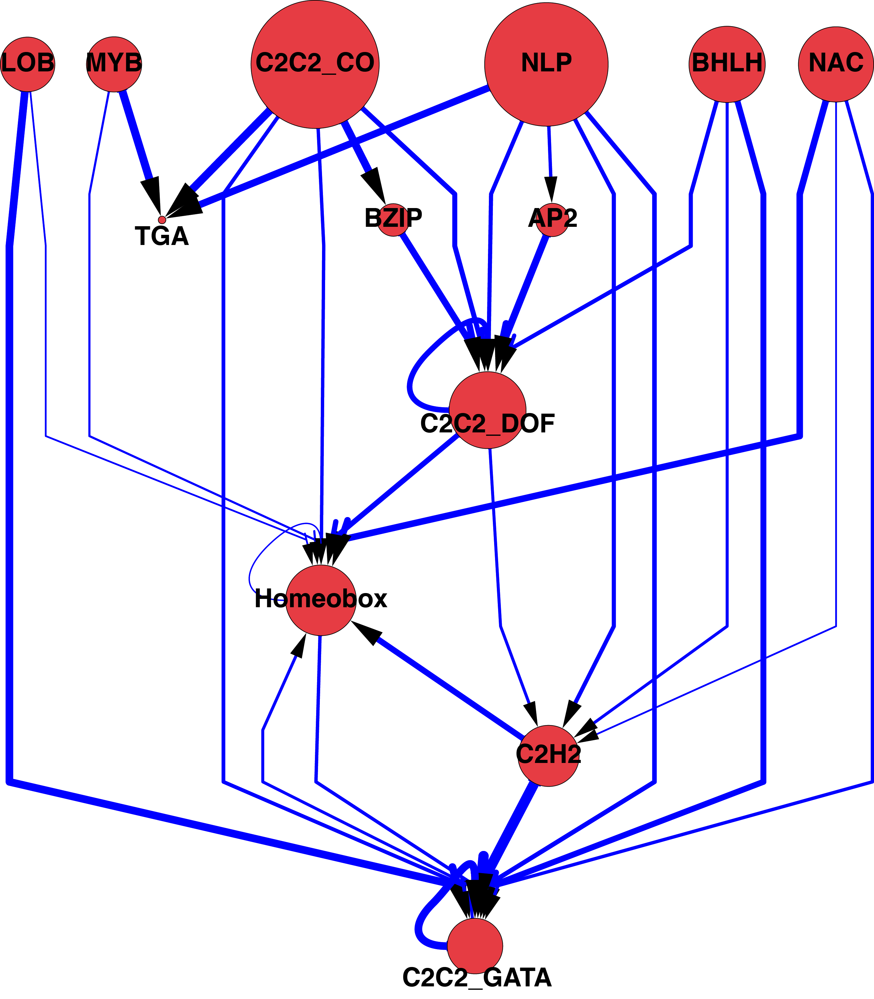 LOB
MYB
C2C2_CO
NLP
BHLH
NAC
TGA
BZIP
AP2
C2C2_DOF
Homeobox
C2H2
C2C2_GATA